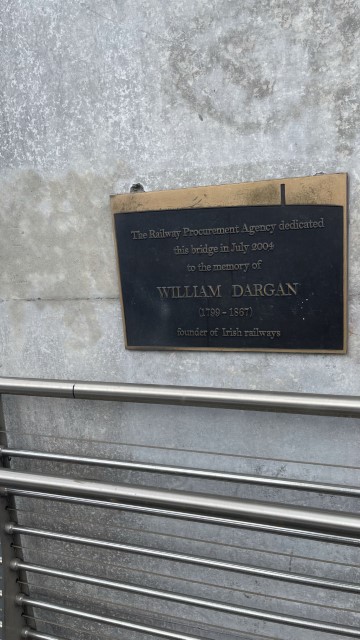 The Railway Procurement Agency dedicated
this bridge in July 2004
to the memory of
WILLIAM DARGAN
(1799 - 1867)
founder of Irish railways